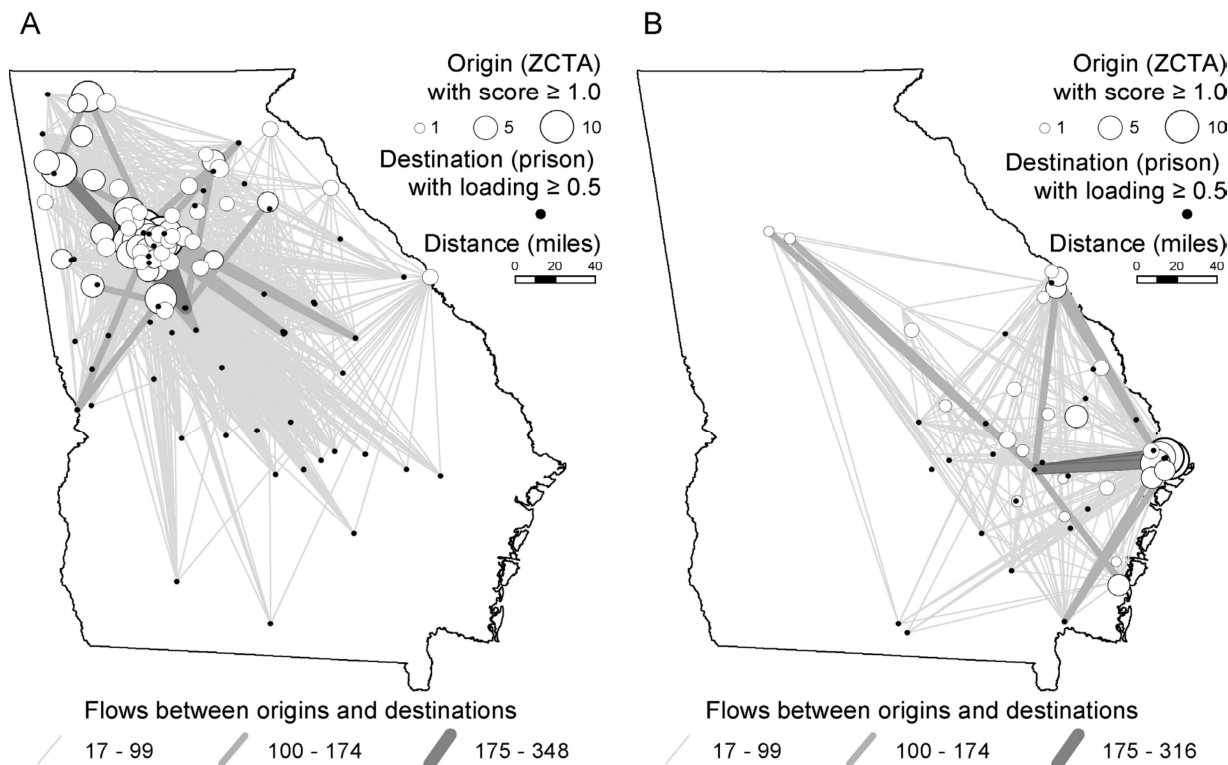 A
Origin (ZCTA)
with score ≥ 1.0
1 5 10
Destination (prison)
with loading ≥ 0.5
Distance (miles)
0 20 40
Flows between origins and destinations
17 - 99 100 - 174 175 - 348
B
Origin (ZCTA)
with score ≥ 1.0
1 5 10
Destination (prison)
with loading ≥ 0.5
Distance (miles)
0 20 40
Flows between origins and destinations
17 - 99 100 - 174 175 - 316